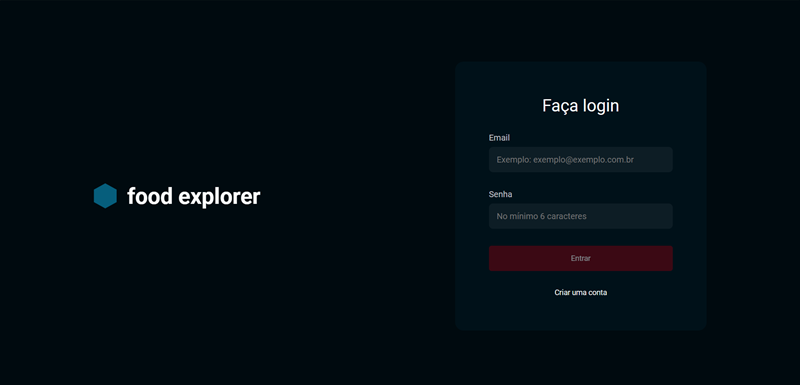 food explorer
Faça login
Email
Exemplo: exemplo@exemplo.com.br
Senha
No mínimo 6 caracteres
Entrar
Criar uma conta